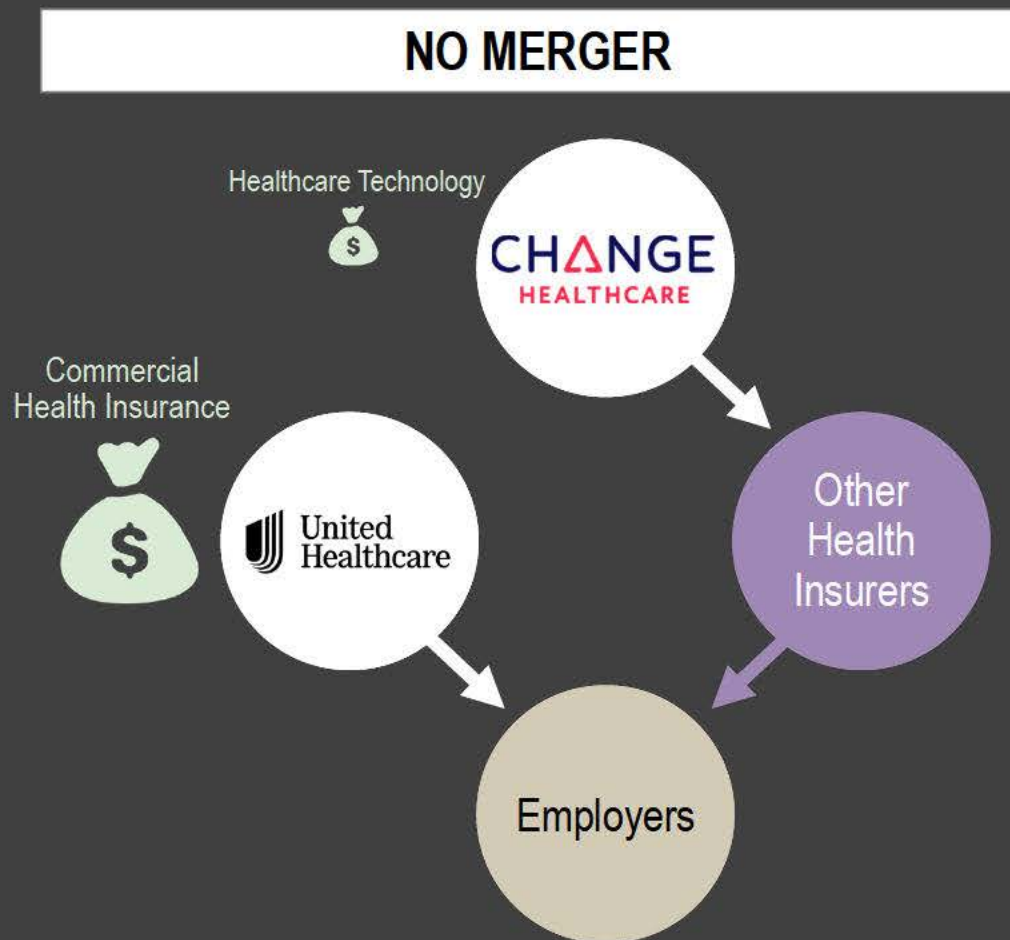 NO MERGER
Healthcare Technology
$
CHANGE
HEALTHCARE
Commercial
Health Insurance
$
United
Healthcare
Other
Health
Insurers
Employers